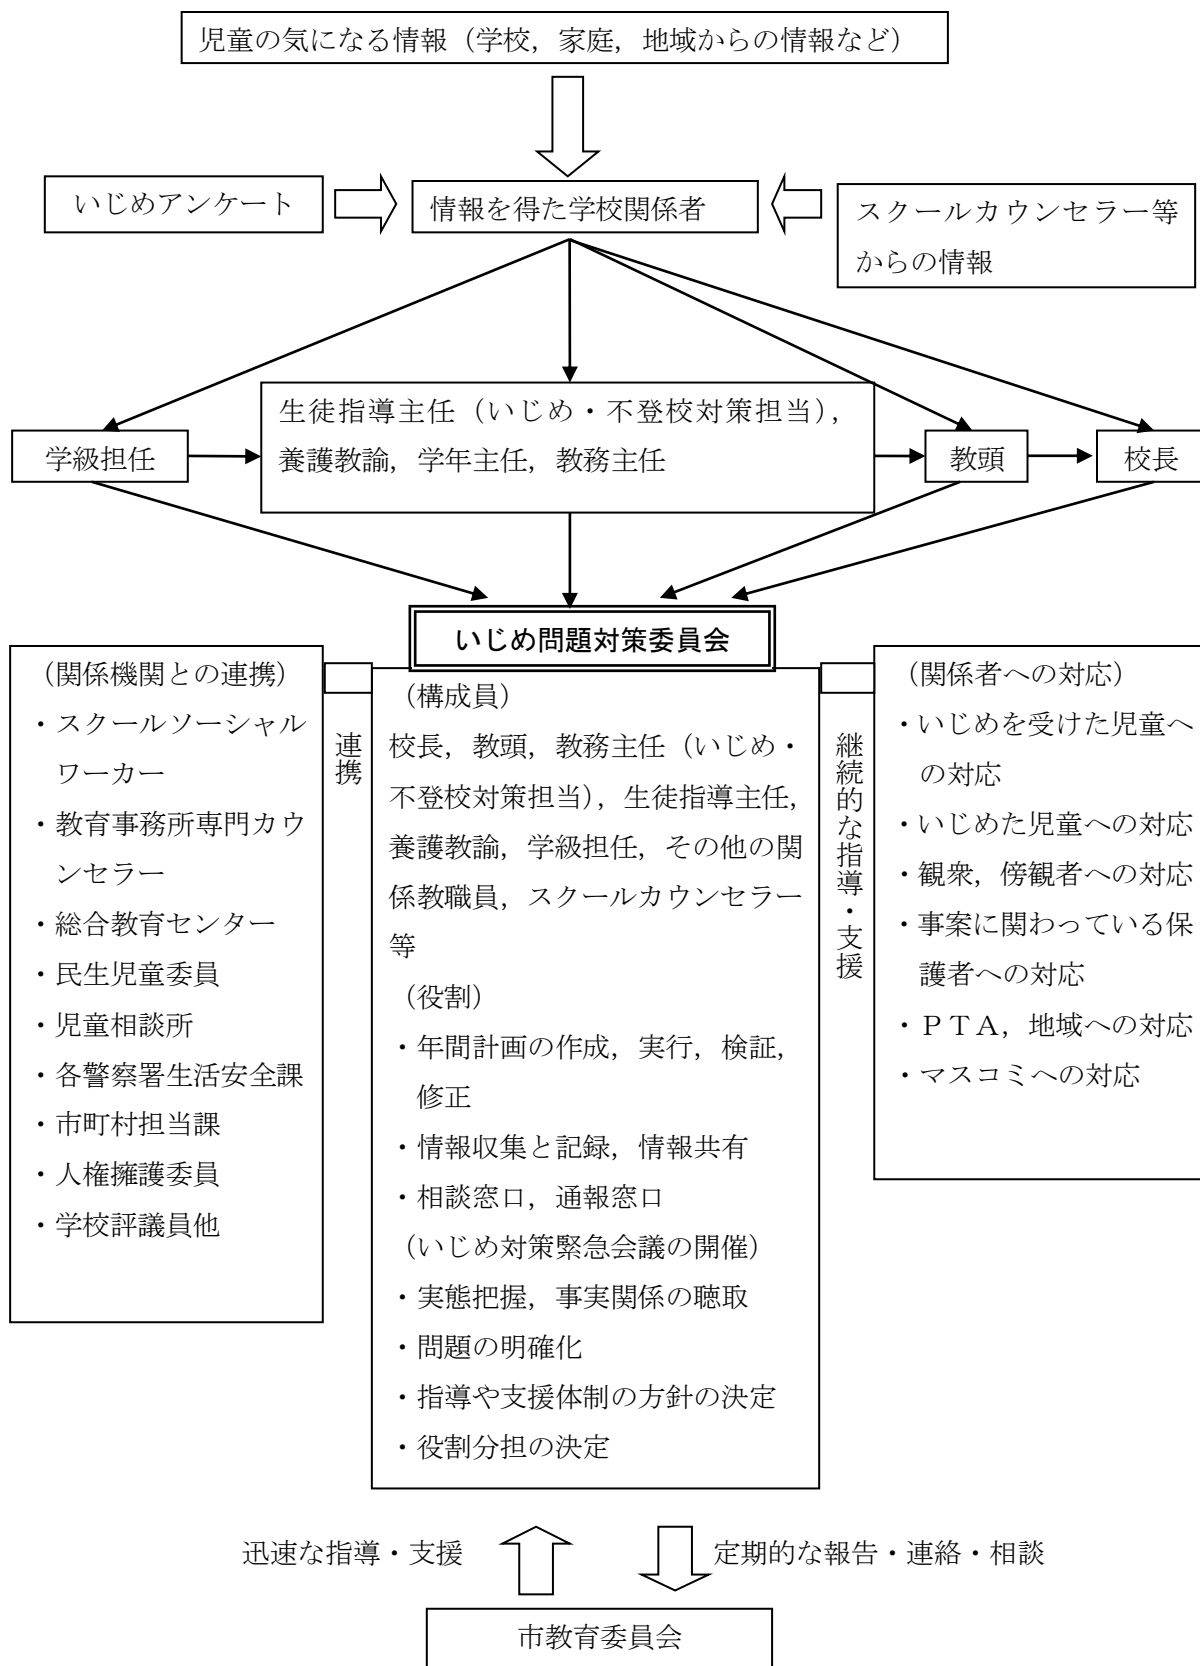 児童の気になる情報（学校，家庭，地域からの情報など）
いじめアンケート
情報を得た学校関係者
スクールカウンセラー等
からの情報
生徒指導主任（いじめ・不登校対策担当），
養護教諭，学年主任，教務主任
学級担任
教頭
校長
いじめ問題対策委員会
（関係機関との連携）
・スクールソーシャル
ワーカー
・教育事務所専門カウ
ンセラー
・総合教育センター
・民生児童委員
・児童相談所
・各警察署生活安全課
・市町村担当課
・人権擁護委員
・学校評議員他
連携
（構成員）
校長，教頭，教務主任（いじめ・
不登校対策担当），生徒指導主任，
養護教諭，学級担任，その他の関
係教職員，スクールカウンセラー
等
（役割）
・年間計画の作成，実行，検証，
修正
・情報収集と記録，情報共有
・相談窓口，通報窓口
（いじめ対策緊急会議の開催）
・実態把握，事実関係の聴取
・問題の明確化
・指導や支援体制の方針の決定
・役割分担の決定
継続的な指導・支援
（関係者への対応）
・いじめを受けた児童へ
の対応
・いじめた児童への対応
・観衆，傍観者への対応
・事案に関わっている保
護者への対応
・ＰＴＡ，地域への対応
・マスコミへの対応
迅速な指導・支援
定期的な報告・連絡・相談
市教育委員会